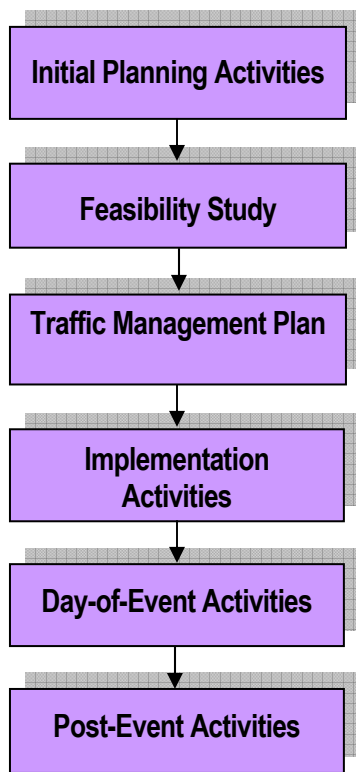 Initial Planning Activities
Feasibility Study
Traffic Management Plan
Implementation
Activities
Day-of-Event Activities
Post-Event Activities